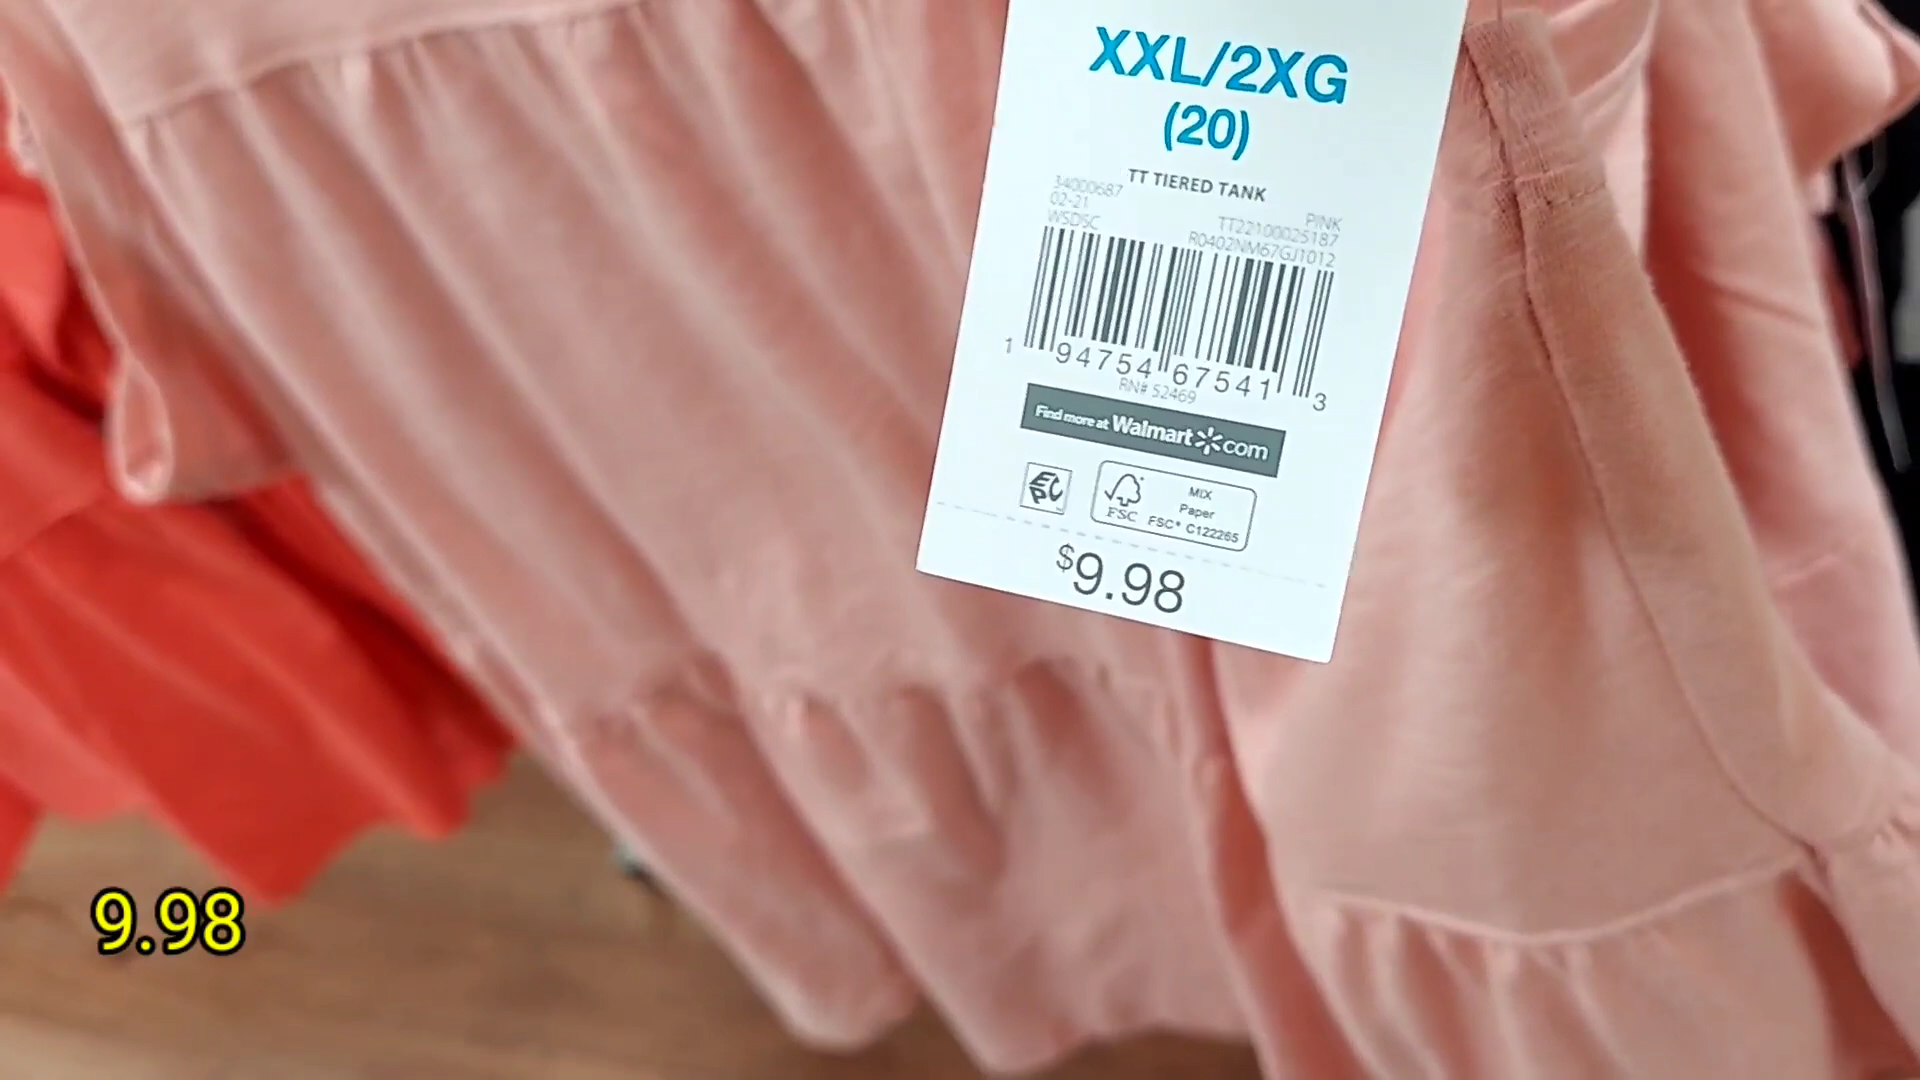 XXL/2XG
(20)
TT TIERED TANK
34000687
02-21
WSDSC
PINK
TT22100025187
R0402NM67GJ1012
1 94754 67541 3
RN# 52469
Find more at Walmart com
EPC
FSC
MIX
Paper
FSC® C122265
$9.98
9.98